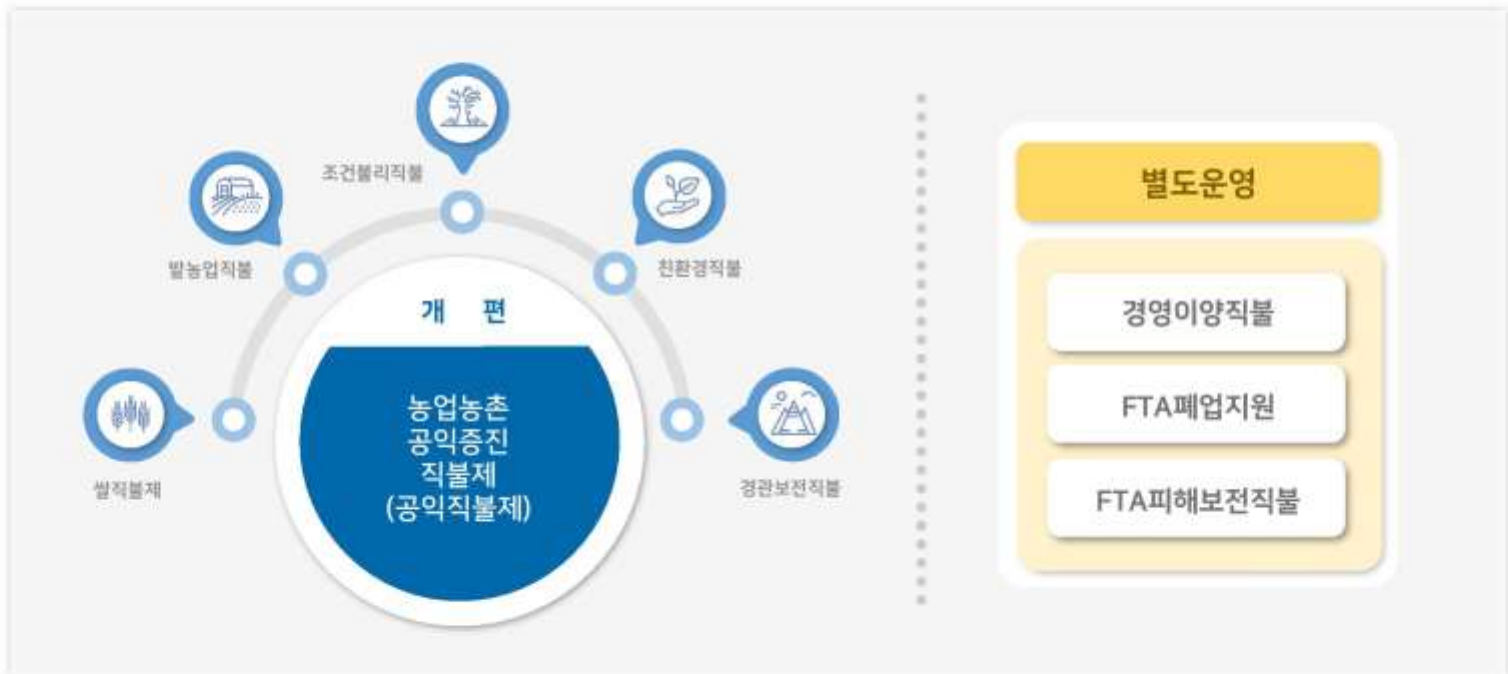 조건불리직불
밭농업직불
친환경직불
개 편
농업농촌
공익증진
직불제
(공익직불제)
쌀직불제
경관보전직불
별도운영
경영이양직불
FTA폐업지원
FTA피해보전직불